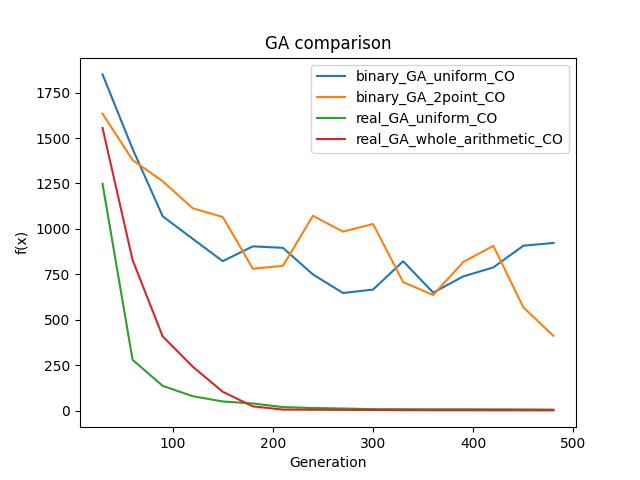 GA comparison
binary_GA_uniform_CO
binary_GA_2point_CO
real_GA_uniform_CO
real_GA_whole_arithmetic_CO
f(x)
1750
1500
1250
1000
750
500
250
0
100 200 300 400 500
Generation